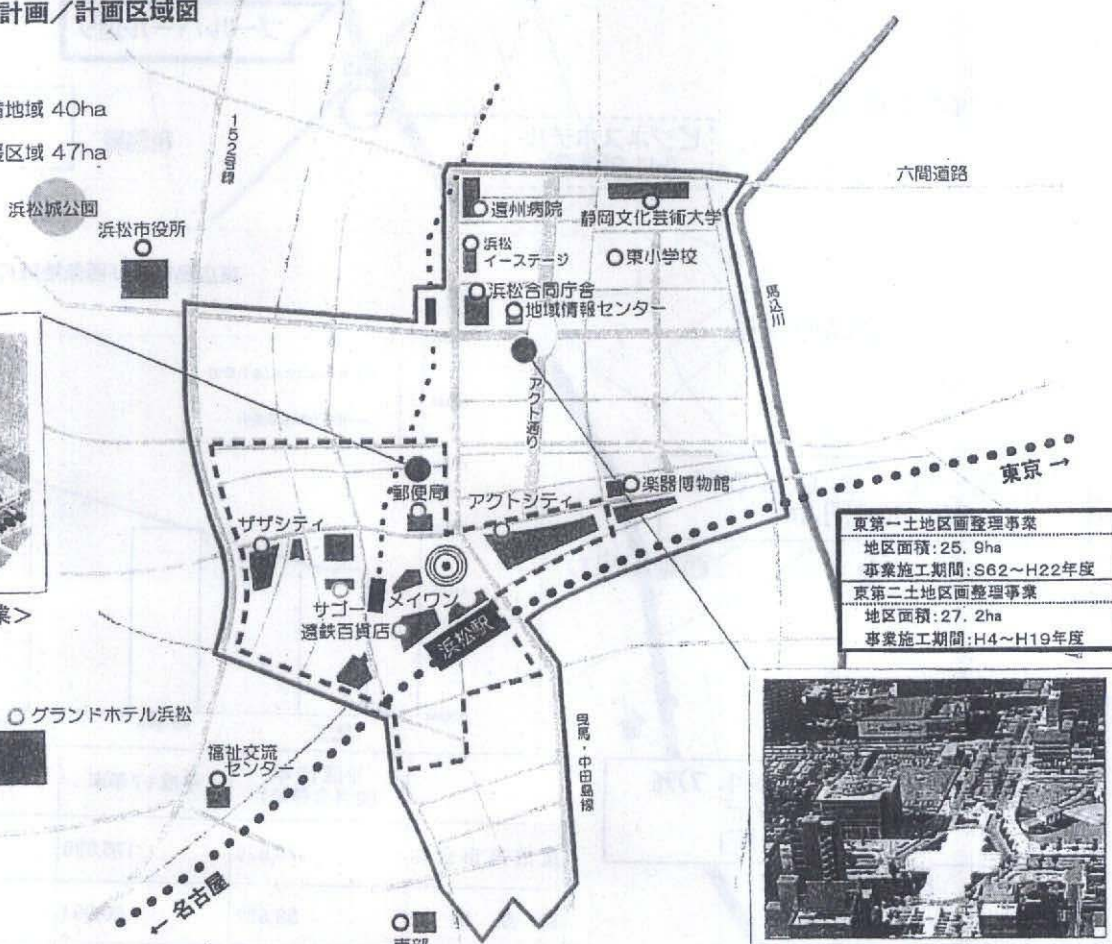 計画／計画区域図
地域 40ha
区域 47ha
浜松城公園
浜松市役所
152号線
遠州病院
静岡文化芸術大学
六間道路
浜松
イーステージ
東小学校
浜松合同庁舎
地域情報センター
馬込川
アクト通り
郵便局
アクトシティ
楽器博物館
東京 →
ザザシティ
サゴー
メイワン
遠鉄百貨店
浜松駅
東第一土地区画整理事業
地区面積:25.9ha
事業施工期間:S62～H22年度
東第二土地区画整理事業
地区面積:27.2ha
事業施工期間:H4～H19年度
業＞
グランドホテル浜松
福祉交流
センター
曳馬・中田島線
← 名古屋